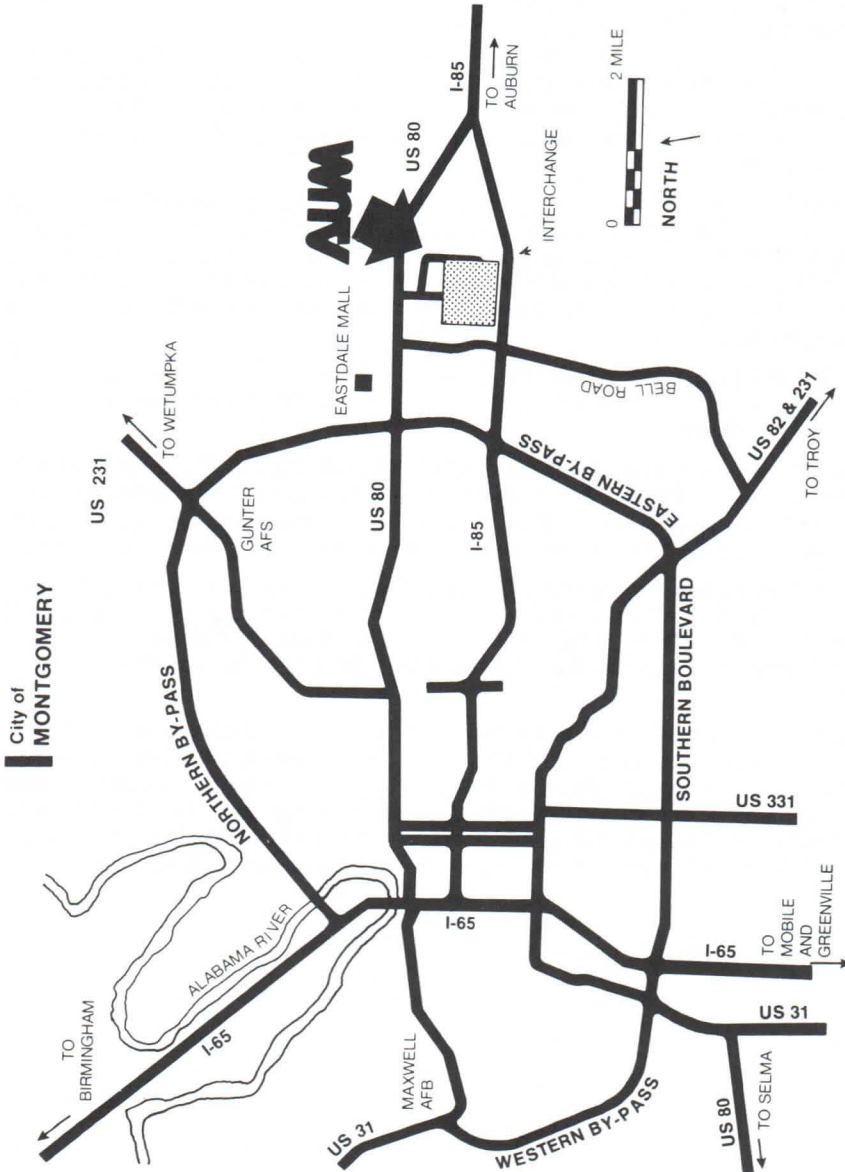 City of
MONTGOMERY
TO
BIRMINGHAM
I-65
ALABAMA RIVER
NORTHERN BY-PASS
US 231
TO WETUMPKA
GUNTER
AFS
EASTDALE MALL
AUM
US 80
I-85
TO
AUBURN
INTERCHANGE
US 80
I-85
BELL ROAD
EASTERN BY-PASS
US 82 & 231
TO TROY
0
2 MILE
NORTH
US 31
MAXWELL
AFB
WESTERN BY-PASS
I-65
SOUTHERN BOULEVARD
US 331
I-65
TO
MOBILE
AND
GREENVILLE
US 31
US 80
TO SELMA